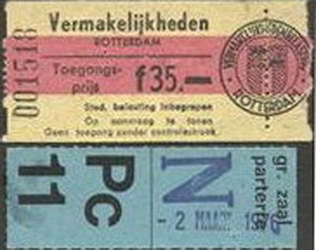 001518
Vermakelijkheden
ROTTERDAM
Toegangs-
prijs
f35.—
Sted. belasting inbegrepen
Op aanvraag te tonen
Geen toegang zonder controlestrook.
ROTTERDAM
Pc
11
N
- 2 MAART 1976
gr. zaal
parterre